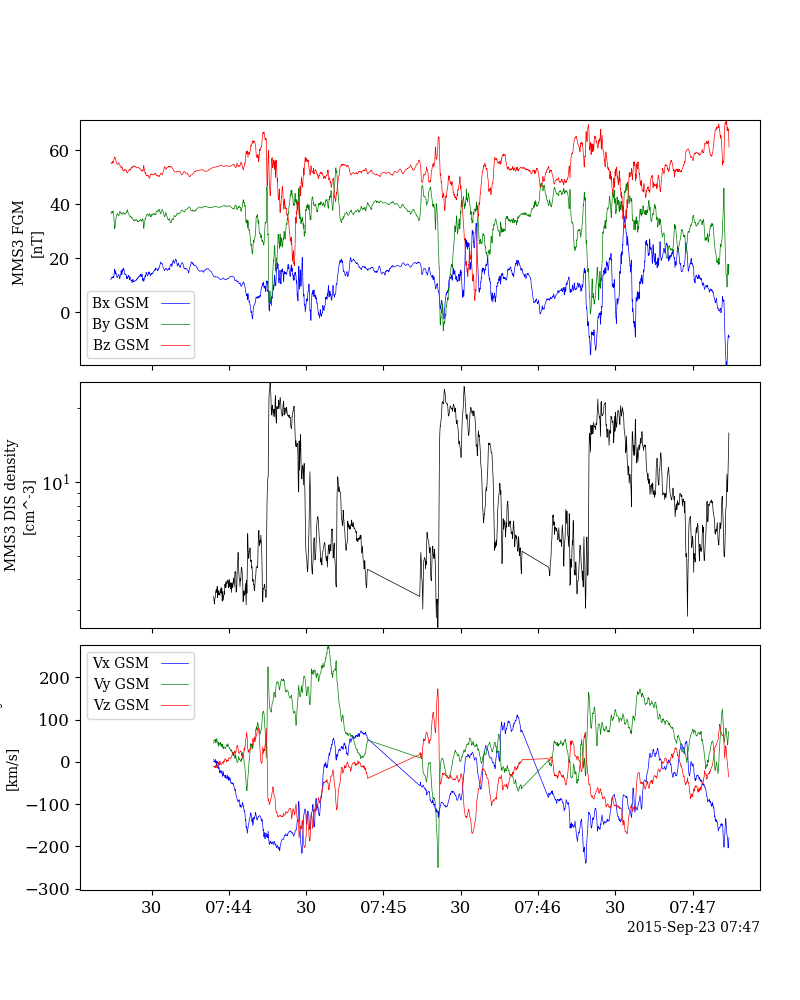 60
40
20
0
MMS3 FGM
[nT]
Bx GSM
By GSM
Bz GSM
10^1
MMS3 DIS density
[cm^-3]
Vx GSM
Vy GSM
Vz GSM
200
100
0
−100
−200
−300
[km/s]
30 07:44 30 07:45 30 07:46 30 07:47
2015-Sep-23 07:47